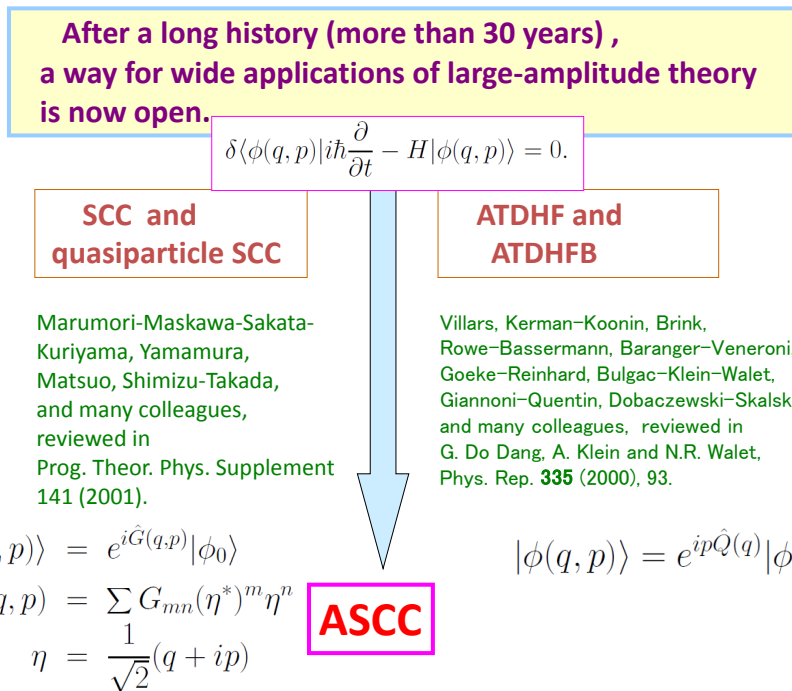 After a long history (more than 30 years) ,
a way for wide applications of large-amplitude theory
is now open.
δ⟨ϕ(q, p)|iℏ ∂/∂t − H|ϕ(q, p)⟩ = 0.
SCC and
quasiparticle SCC
ATDHF and
ATDHFB
Marumori-Maskawa-Sakata-
Kuriyama, Yamamura,
Matsuo, Shimizu-Takada,
and many colleagues,
reviewed in
Prog. Theor. Phys. Supplement
141 (2001).
Villars, Kerman-Koonin, Brink,
Rowe-Bassermann, Baranger-Veneroni,
Goeke-Reinhard, Bulgac-Klein-Walet,
Giannoni-Quentin, Dobaczewski-Skalsk
and many colleagues, reviewed in
G. Do Dang, A. Klein and N.R. Walet,
Phys. Rep. 335 (2000), 93.
, p)⟩ = e^{iĜ(q,p)}|ϕ₀⟩
q, p) = ∑ G_{mn}(η*)^m η^n
η = 1/√2 (q + ip)
|ϕ(q, p)⟩ = e^{ipQ̂(q)}|ϕ
ASCC